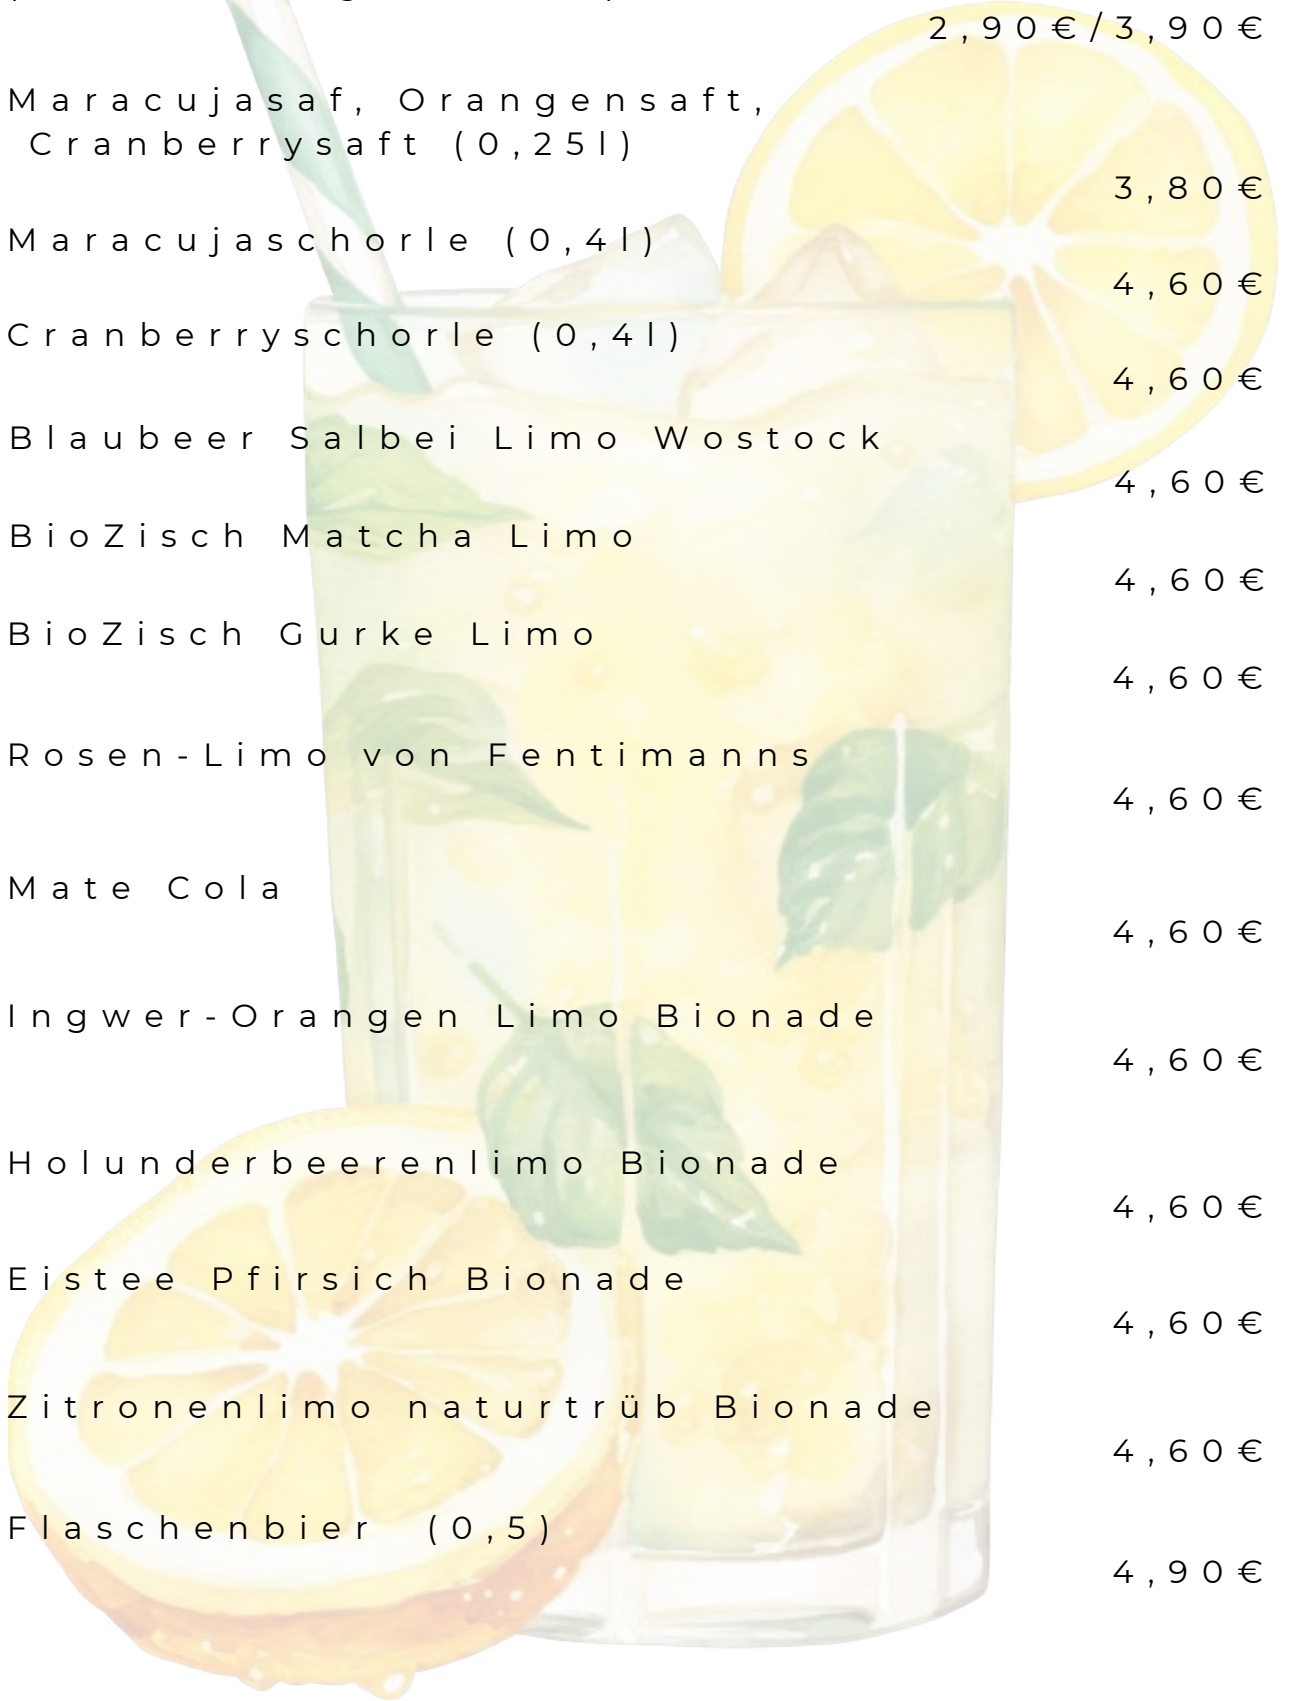 2,90€/3,90€
Maracujasaf, Orangensaft,
Cranberrysaft (0,25l)
3,80€
Maracujaschorle (0,4l)
4,60€
Cranberryschorle (0,4l)
4,60€
Blaubeer Salbei Limo Wostock
4,60€
BioZisch Matcha Limo
4,60€
BioZisch Gurke Limo
4,60€
Rosen-Limo von Fentimanns
4,60€
Mate Cola
4,60€
Ingwer-Orangen Limo Bionade
4,60€
Holunderbeerenlimo Bionade
4,60€
Eistee Pfirsich Bionade
4,60€
Zitronenlimo naturtrüb Bionade
4,60€
Flaschenbier (0,5)
4,90€